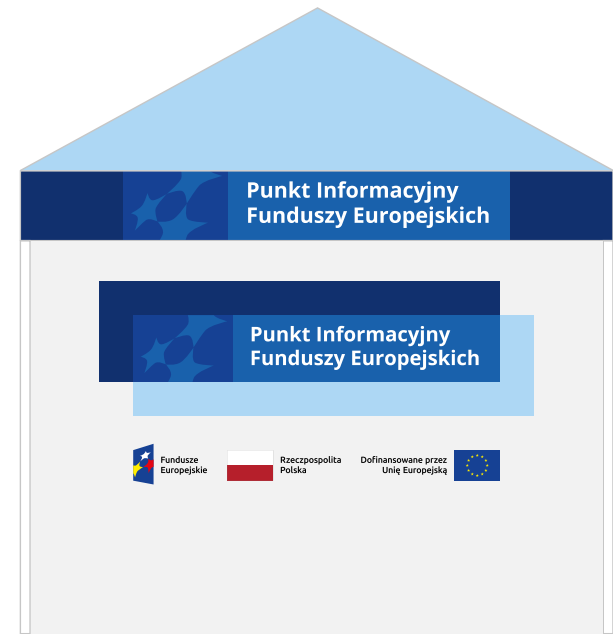 Punkt Informacyjny
Funduszy Europejskich
Punkt Informacyjny
Funduszy Europejskich
Fundusze
Europejskie
Rzeczpospolita
Polska
Dofinansowane przez
Unię Europejską